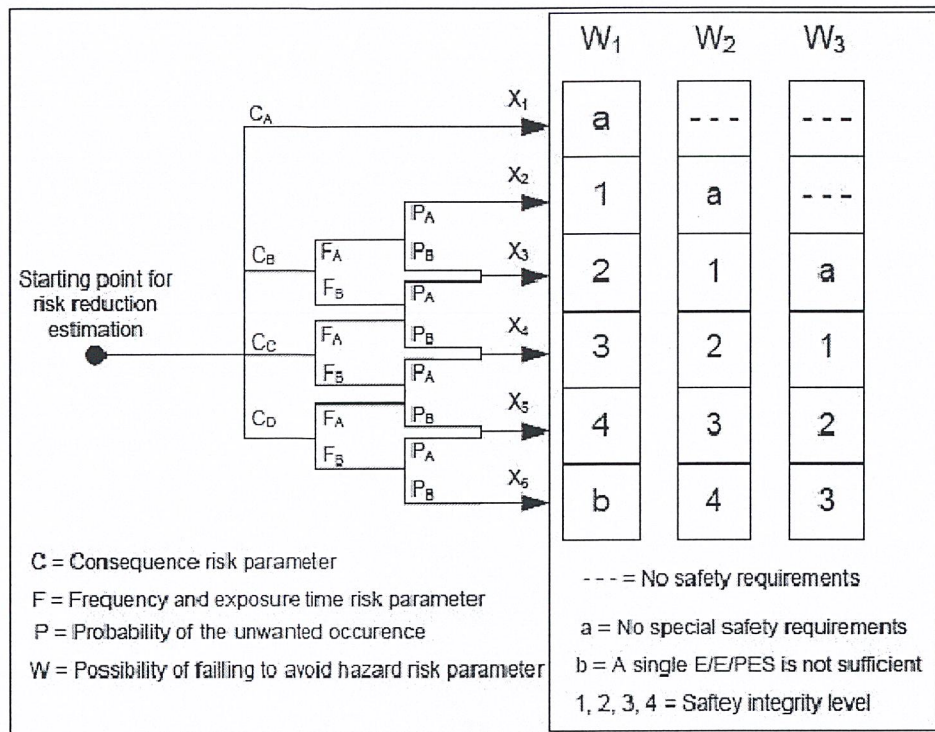 W1 W2 W3
CA X1 a --- ---
X2 1 a ---
PA
CB FA PB X3 2 1 a
FB PA
Starting point for
risk reduction
estimation
CC FA PB X4 3 2 1
FB PA
CD FA PB X5 4 3 2
FB PA
PB X6 b 4 3
C = Consequence risk parameter
F = Frequency and exposure time risk parameter
P = Probability of the unwanted occurence
W = Possibility of failling to avoid hazard risk parameter
--- = No safety requirements
a = No special safety requirements
b = A single E/E/PES is not sufficient
1, 2, 3, 4 = Saftey integrity level